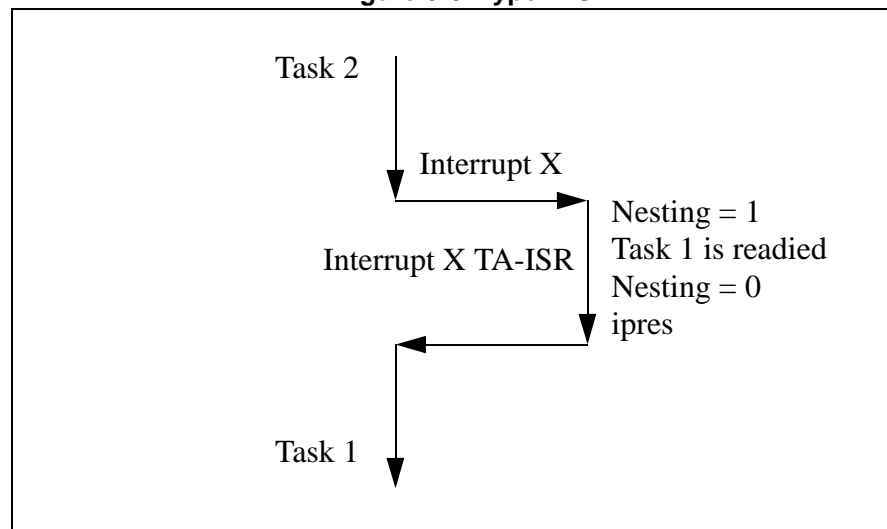 Task 2
Interrupt X
Nesting = 1
Interrupt X TA-ISR
Task 1 is readied
Nesting = 0
ipres
Task 1